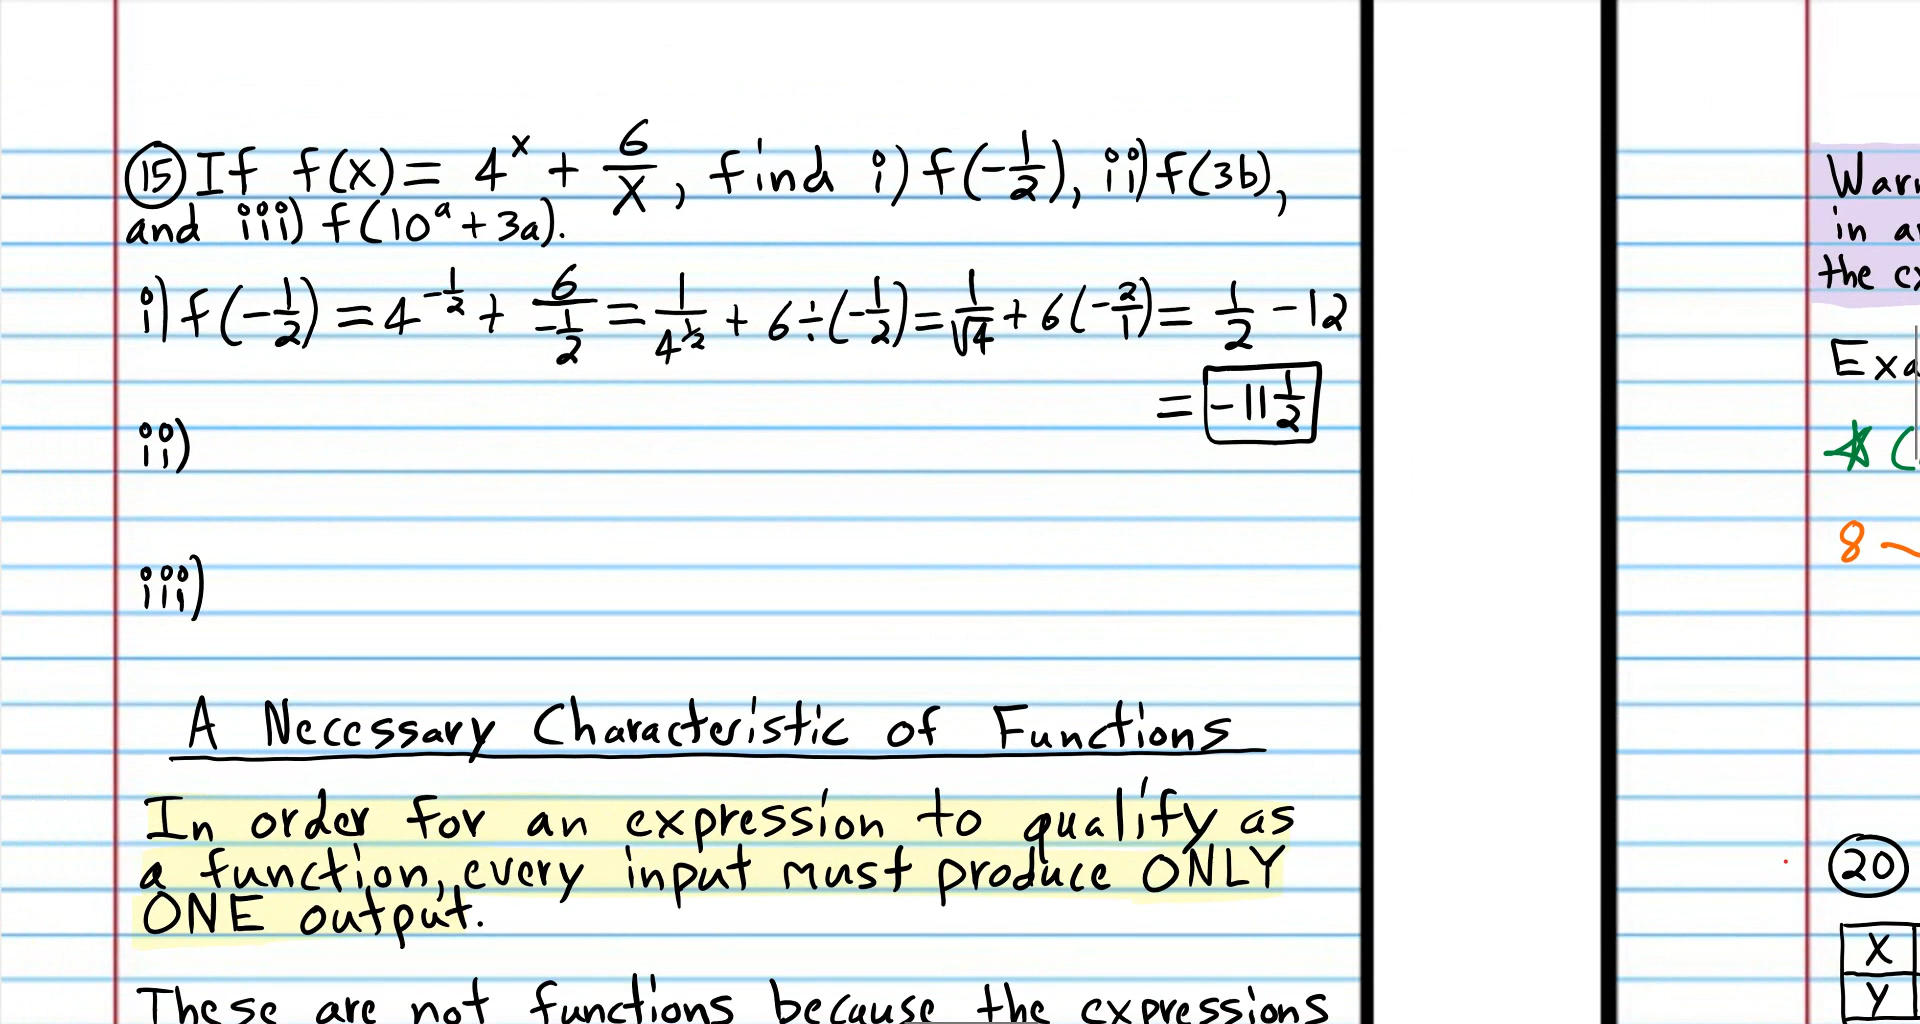 15 If f(x) = 4^x + 6/x, find i) f(-1/2), ii) f(3b),
and iii) f(10^a + 3a).
i) f(-1/2) = 4^(-1/2) + 6/(-1/2) = 1/4^(1/2) + 6 ÷ (-1/2) = 1/√4 + 6(-2/1) = 1/2 - 12
= -11 1/2
ii)
iii)
A Necessary Characteristic of Functions
In order for an expression to qualify as
a function, every input must produce ONLY
ONE output.
These are not functions because the expressions
in
the
8
20
x
y